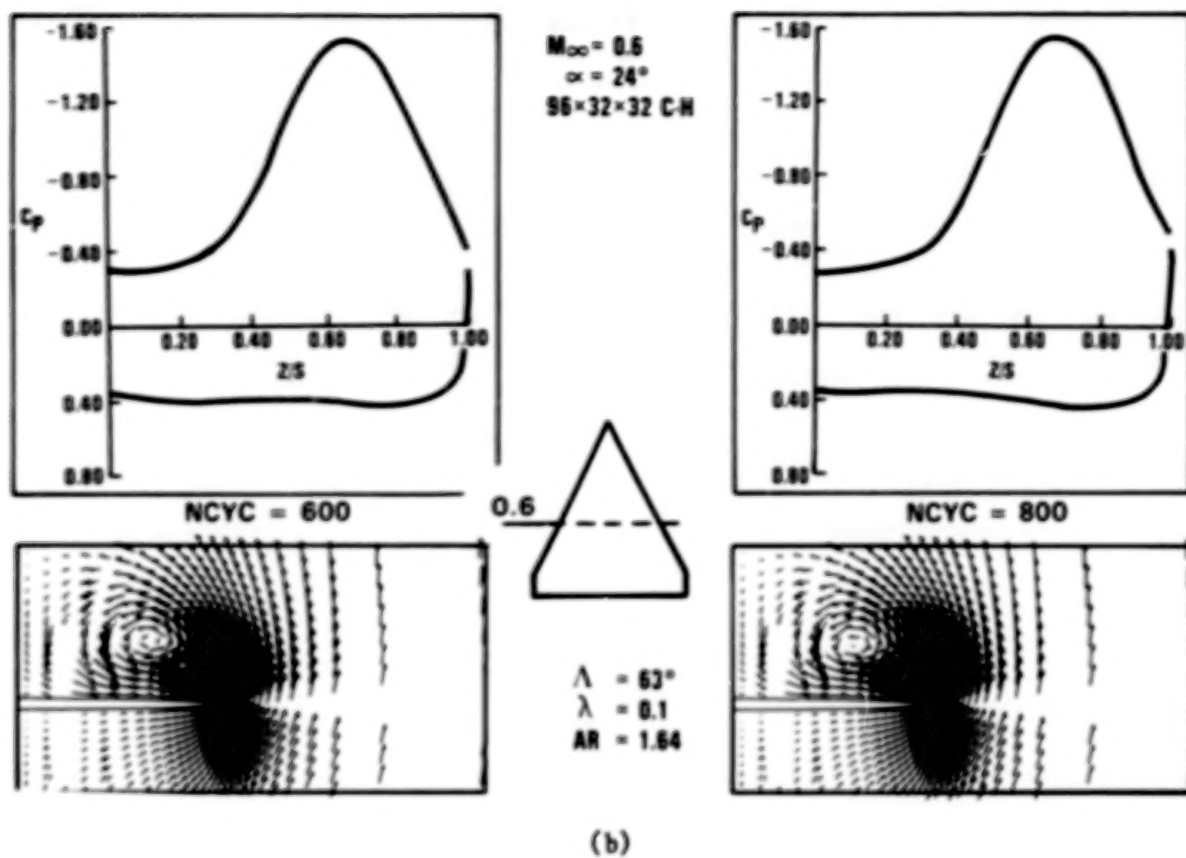 -1.60
-1.20
-0.80
CP
-0.40
0.00
0.20
0.40
0.60
0.80
1.00
Z/S
0.40
0.80
NCYC = 600
M∞ = 0.6
∝ = 24°
96×32×32 C-H
0.6
Λ = 63°
λ = 0.1
AR = 1.64
-1.60
-1.20
-0.80
CP
-0.40
0.00
0.20
0.40
0.60
0.80
1.00
Z/S
0.40
0.80
NCYC = 800
(b)